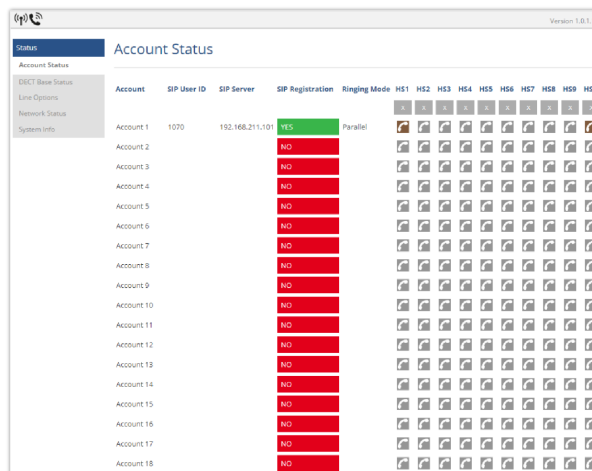 Version 1.0.1.
Status
Account Status
DECT Base Status
Line Options
Network Status
System Info
Account Status
Account SIP User ID SIP Server SIP Registration Ringing Mode HS1 HS2 HS3 HS4 HS5 HS6 HS7 HS8 HS9 HS
x x x x x x x x x
Account 1 1070 192.168.211.101 YES Parallel
Account 2 NO
Account 3 NO
Account 4 NO
Account 5 NO
Account 6 NO
Account 7 NO
Account 8 NO
Account 9 NO
Account 10 NO
Account 11 NO
Account 12 NO
Account 13 NO
Account 14 NO
Account 15 NO
Account 16 NO
Account 17 NO
Account 18 NO